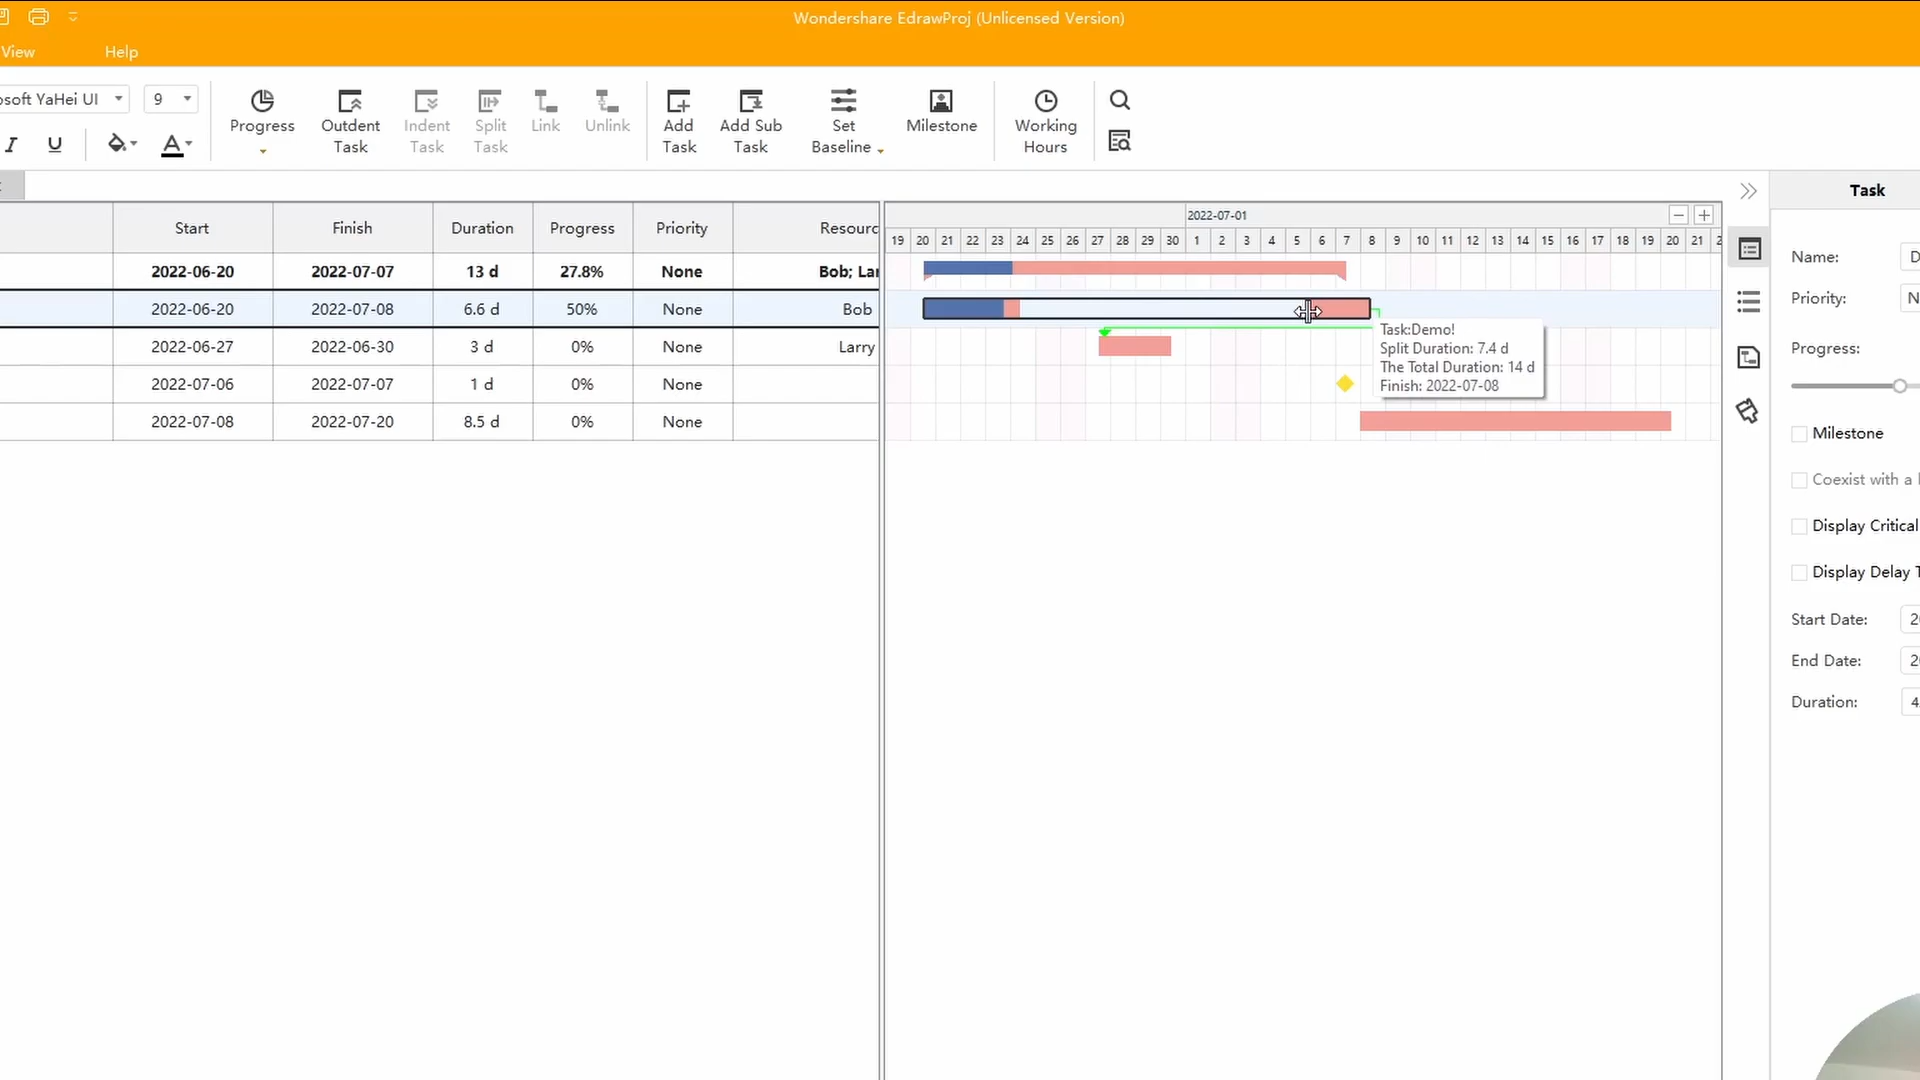 Wondershare EdrawProj (Unlicensed Version)
View Help
osoft YaHei UI 9
I U A
Progress
Outdent Task
Indent Task
Split Task
Link
Unlink
Add Task
Add Sub Task
Set Baseline
Milestone
Working Hours
Task
Start Finish Duration Progress Priority Resourc
2022-06-20 2022-07-07 13 d 27.8% None Bob; Lar
2022-06-20 2022-07-08 6.6 d 50% None Bob
2022-06-27 2022-06-30 3 d 0% None Larry
2022-07-06 2022-07-07 1 d 0% None
2022-07-08 2022-07-20 8.5 d 0% None
2022-07-01
19 20 21 22 23 24 25 26 27 28 29 30 1 2 3 4 5 6 7 8 9 10 11 12 13 14 15 16 17 18 19 20 21 2
Task:Demo!
Split Duration: 7.4 d
The Total Duration: 14 d
Finish: 2022-07-08
Name: D
Priority: N
Progress:
Milestone
Coexist with a
Display Critical
Display Delay T
Start Date: 20
End Date: 20
Duration: 4